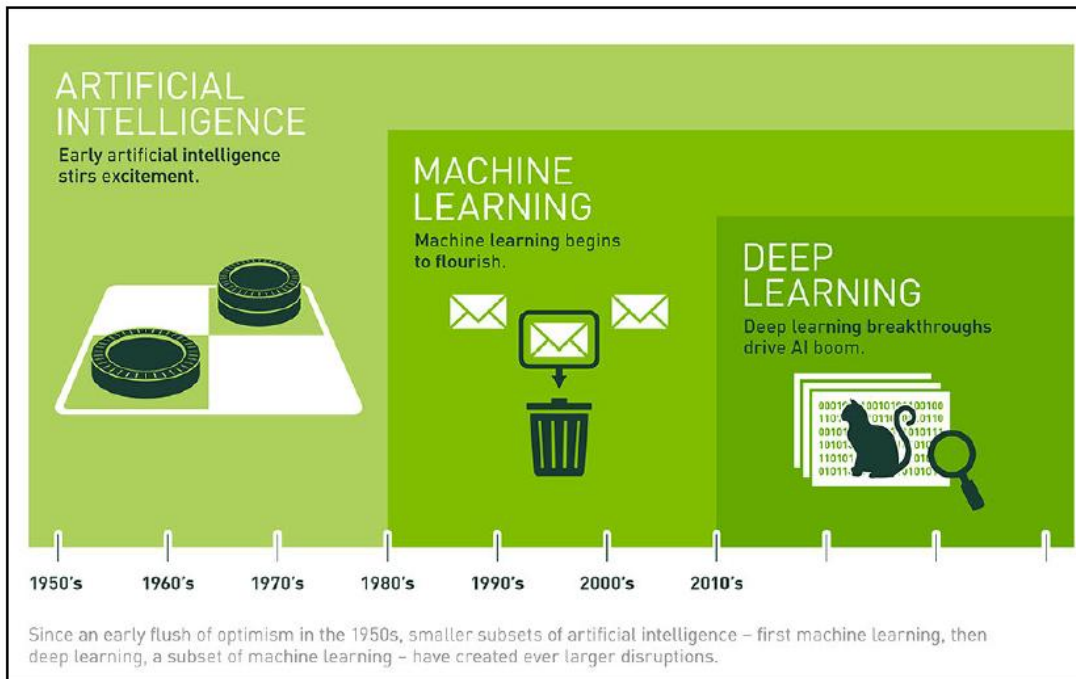 ARTIFICIAL
INTELLIGENCE
Early artificial intelligence
stirs excitement.
MACHINE
LEARNING
Machine learning begins
to flourish.
DEEP
LEARNING
Deep learning breakthroughs
drive AI boom.
1950's 1960's 1970's 1980's 1990's 2000's 2010's
Since an early flush of optimism in the 1950s, smaller subsets of artificial intelligence – first machine learning, then
deep learning, a subset of machine learning – have created ever larger disruptions.